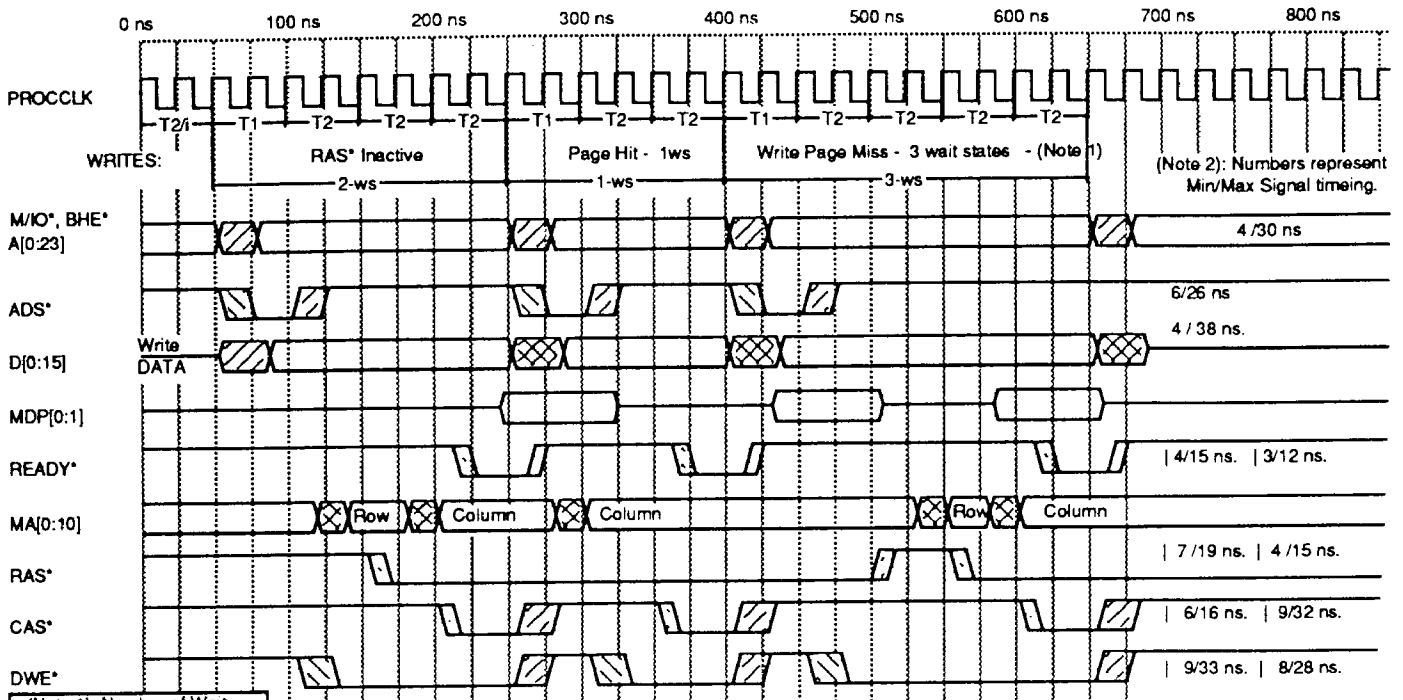 0 ns 100 ns 200 ns 300 ns 400 ns 500 ns 600 ns 700 ns 800 ns
PROCCLK
T2/i T1 T2 T2 T2 T1 T2 T2 T1 T2 T2 T2 T2
WRITES: RAS* Inactive Page Hit - 1ws Write Page Miss - 3 wait states - (Note 1)
2-ws 1-ws 3-ws
(Note 2): Numbers represent
Min/Max Signal timeing.
M/IO*, BHE*
A[0:23]
4 /30 ns
ADS*
6/26 ns
D[0:15]
Write
DATA
4 / 38 ns.
MDP[0:1]
READY*
| 4/15 ns. | 3/12 ns.
MA[0:10] Row Column Column Row Column
RAS*
| 7 /19 ns. | 4 /15 ns.
CAS*
| 6/16 ns. | 9/32 ns.
DWE*
| 9/33 ns. | 8/28 ns.